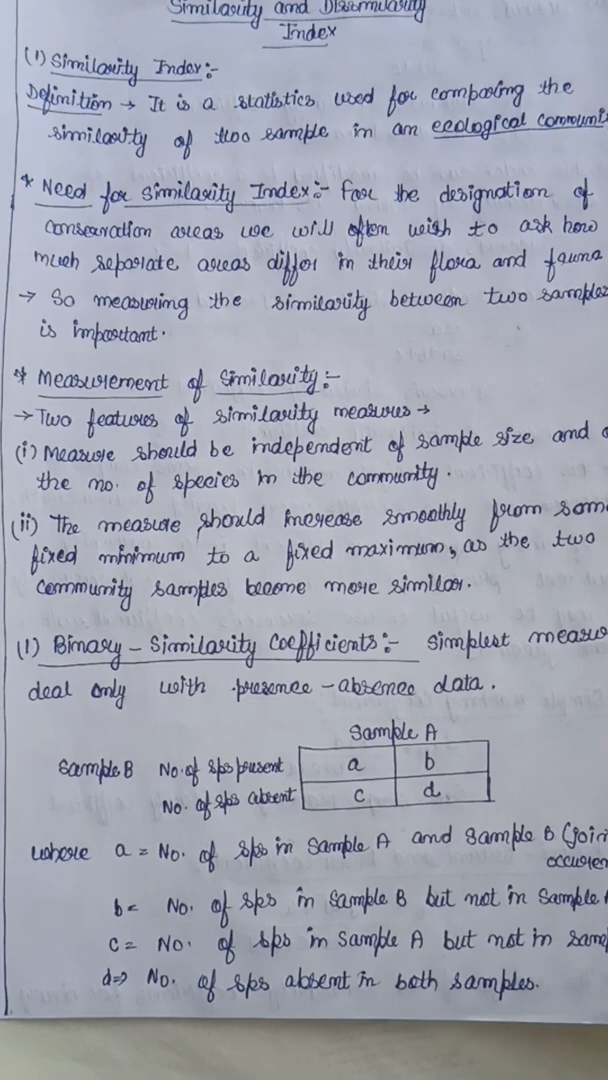 Similarity and Dissimilarity
Index
(1) Similarity Index:-
Definition → It is a statistics used for comparing the
similarity of two sample in an ecological communi
* Need for similarity Index:- For the designation of
conservation areas we will often wish to ask how
much separate areas differ in their flora and fauna
→ So measuring the similarity between two samples
is important.
* Measurement of Similarity:-
→ Two features of similarity measures →
(i) Measure should be independent of sample size and o
the no. of species in the community.
(ii) The measure should increase smoothly from som
fixed minimum to a fixed maximum, as the two
community samples become more similar.
(1) Binary - Similarity Coefficients:- Simplest measur
deal only with presence - absence data.
Sample A
Sample B No. of sps present a b
No. of sps absent c d
where a = No. of sps in Sample A and Sample B (join
occuren
b = No. of sps in Sample B but not in Sample A
c = No. of sps in Sample A but not in sam
d => No. of sps absent in both samples.